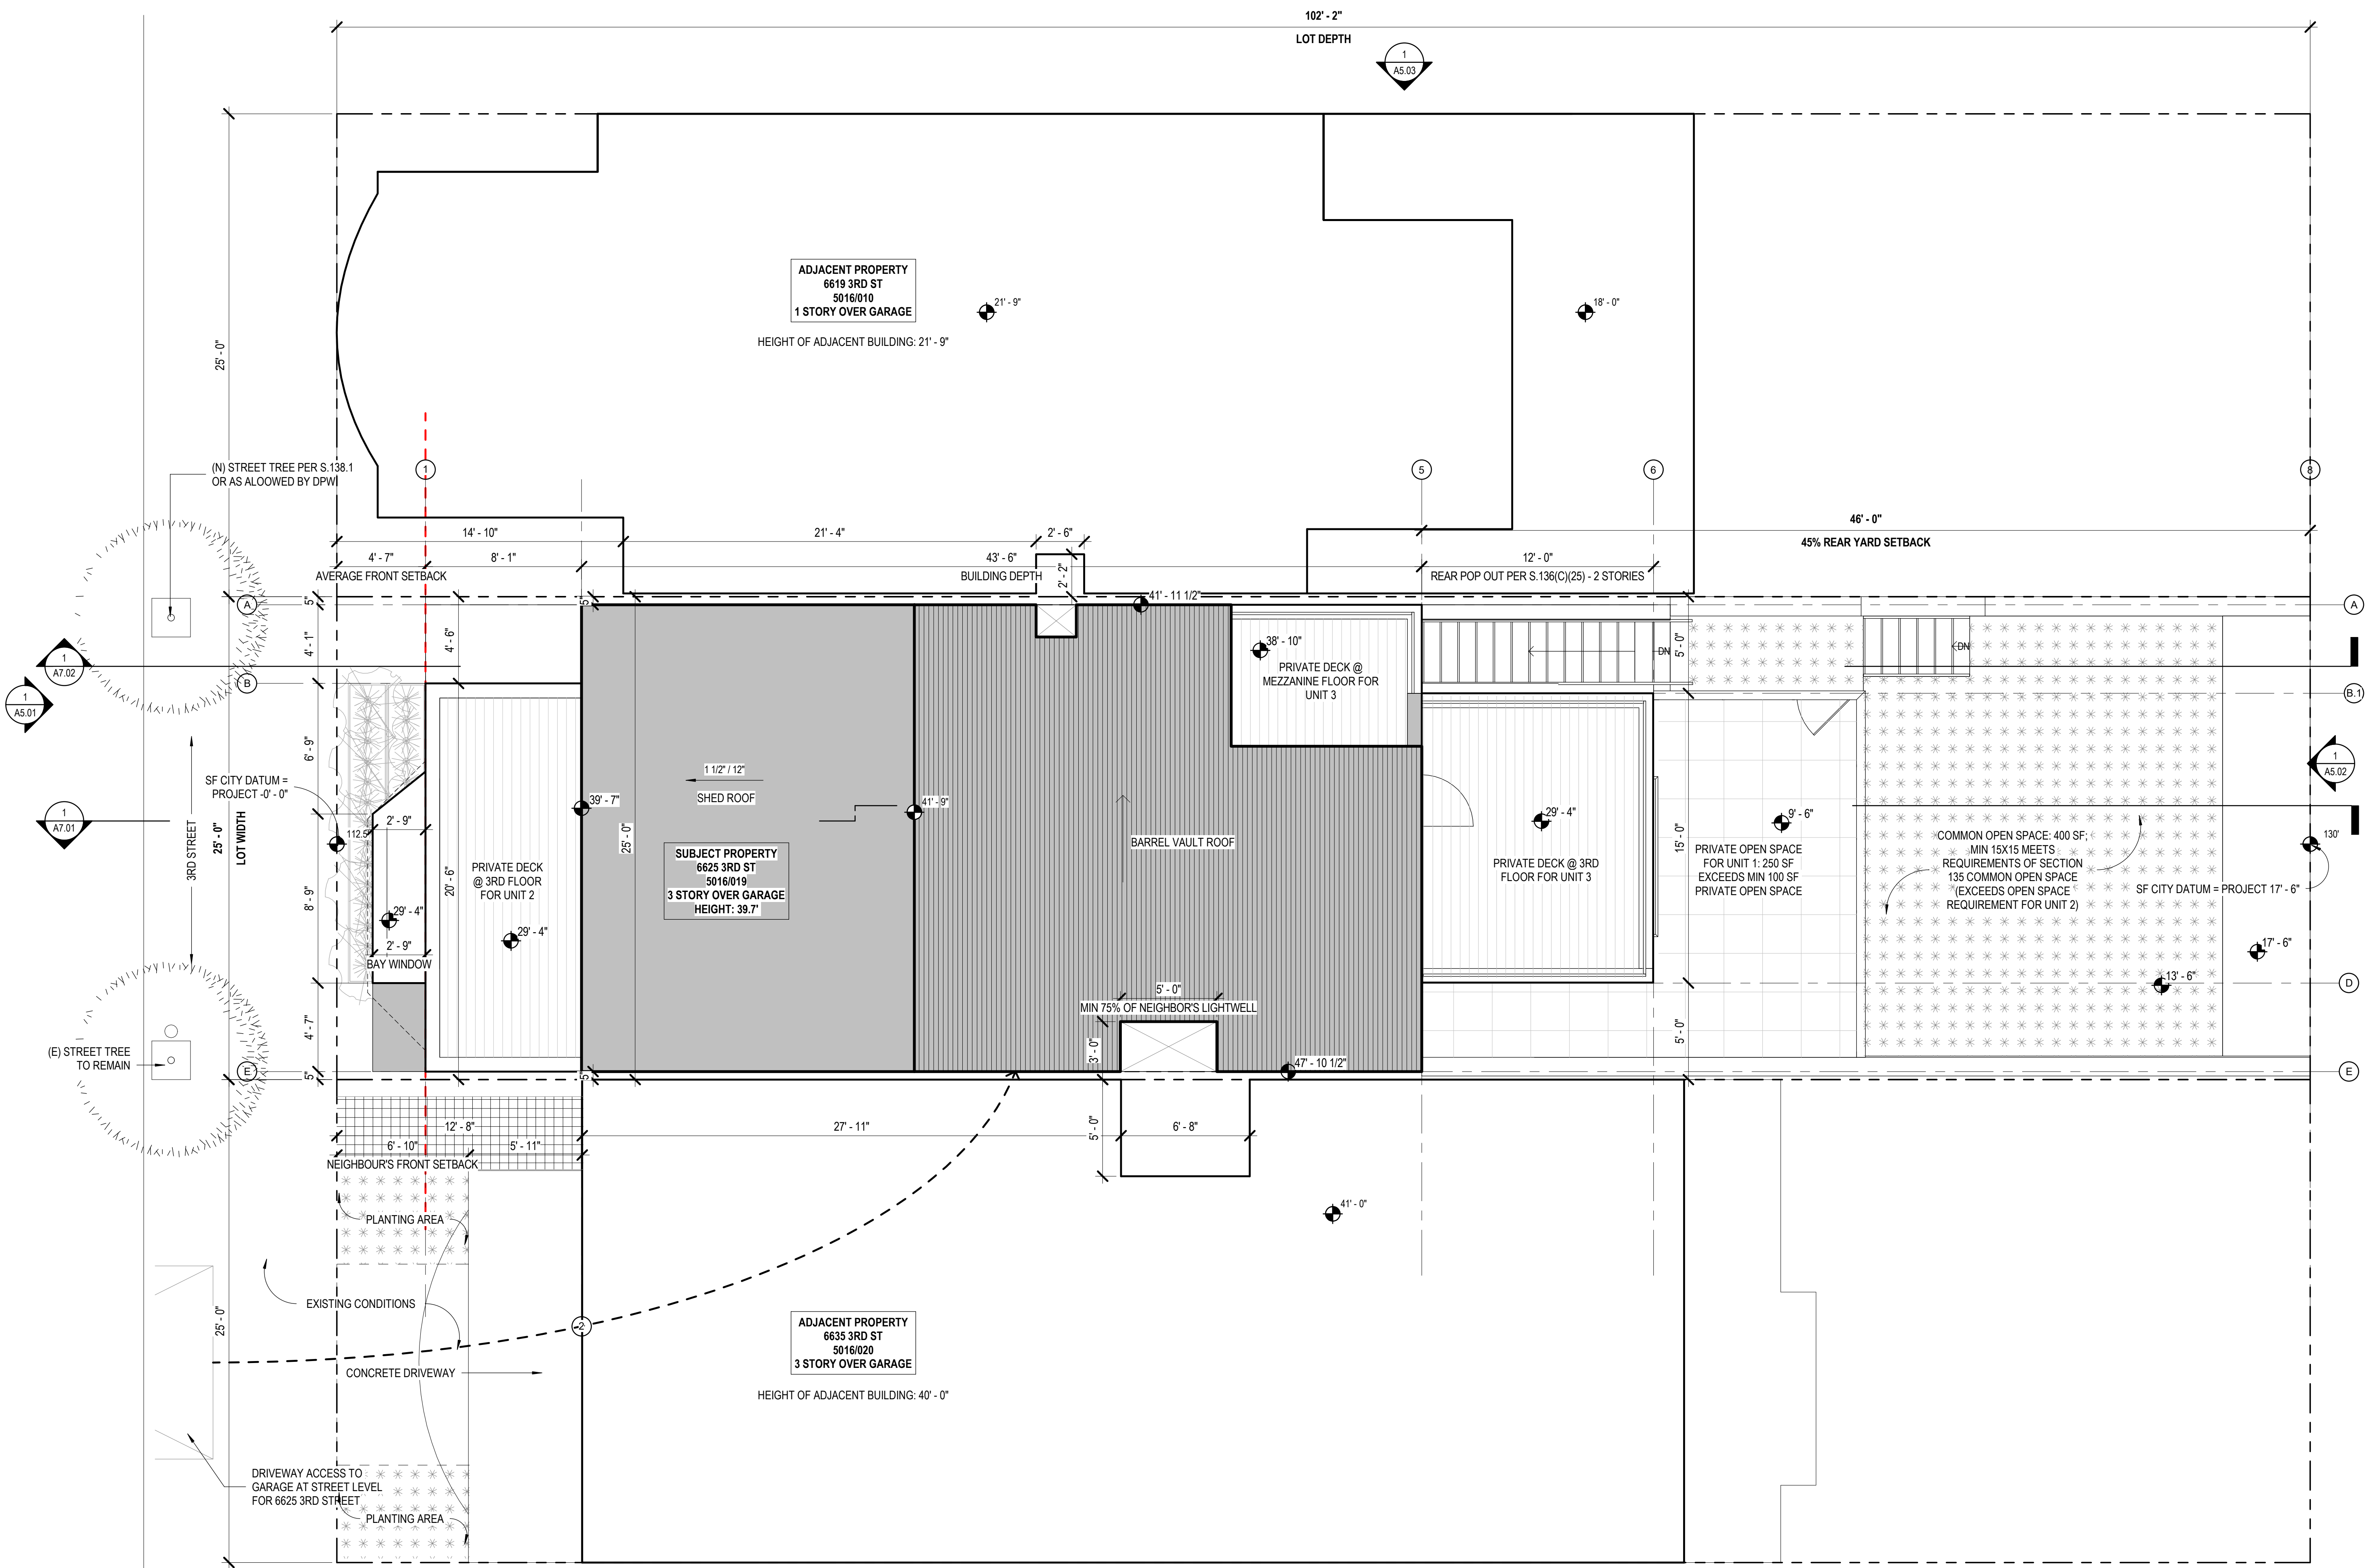 102' - 2"
LOT DEPTH
1
A5.03
ADJACENT PROPERTY
6619 3RD ST
5016/010
1 STORY OVER GARAGE
21' - 9"
18' - 0"
HEIGHT OF ADJACENT BUILDING: 21' - 9"
25' - 0"
(N) STREET TREE PER S.138.1
OR AS ALOOWED BY DPW
1
5
6
8
14' - 10"
21' - 4"
2' - 6"
46' - 0"
45% REAR YARD SETBACK
4' - 7"
8' - 1"
43' - 6"
12' - 0"
AVERAGE FRONT SETBACK
BUILDING DEPTH
2' - 2"
REAR POP OUT PER S.136(C)(25) - 2 STORIES
5"
5"
41' - 11 1/2"
A
A
4' - 1"
4' - 6"
38' - 10"
PRIVATE DECK @
MEZZANINE FLOOR FOR
UNIT 3
DN
5' - 0"
DN
1
A7.02
B
B.1
1
A5.01
6' - 9"
SF CITY DATUM =
PROJECT -0' - 0"
1 1/2" / 12"
SHED ROOF
39' - 7"
41' - 9"
1
A5.02
1
A7.01
3RD STREET
25' - 0"
LOT WIDTH
112.5'
2' - 9"
25' - 0"
BARREL VAULT ROOF
29' - 4"
9' - 6"
15' - 0"
130'
SUBJECT PROPERTY
6625 3RD ST
5016/019
3 STORY OVER GARAGE
HEIGHT: 39.7'
PRIVATE DECK
@ 3RD FLOOR
FOR UNIT 2
20' - 6"
PRIVATE DECK @ 3RD
FLOOR FOR UNIT 3
PRIVATE OPEN SPACE
FOR UNIT 1: 250 SF
EXCEEDS MIN 100 SF
PRIVATE OPEN SPACE
COMMON OPEN SPACE: 400 SF;
MIN 15X15 MEETS
REQUIREMENTS OF SECTION
135 COMMON OPEN SPACE
(EXCEEDS OPEN SPACE
REQUIREMENT FOR UNIT 2)
SF CITY DATUM = PROJECT 17' - 6"
8' - 9"
29' - 4"
29' - 4"
2' - 9"
BAY WINDOW
17' - 6"
13' - 6"
D
5' - 0"
MIN 75% OF NEIGHBOR'S LIGHTWELL
4' - 7"
3' - 0"
5' - 0"
(E) STREET TREE
TO REMAIN
47' - 10 1/2"
E
E
5"
5"
12' - 8"
27' - 11"
5' - 0"
6' - 8"
6' - 10"
5' - 11"
NEIGHBOUR'S FRONT SETBACK
41' - 0"
PLANTING AREA
EXISTING CONDITIONS
25' - 0"
2
ADJACENT PROPERTY
6635 3RD ST
5016/020
3 STORY OVER GARAGE
CONCRETE DRIVEWAY
HEIGHT OF ADJACENT BUILDING: 40' - 0"
DRIVEWAY ACCESS TO
GARAGE AT STREET LEVEL
FOR 6625 3RD STREET
PLANTING AREA